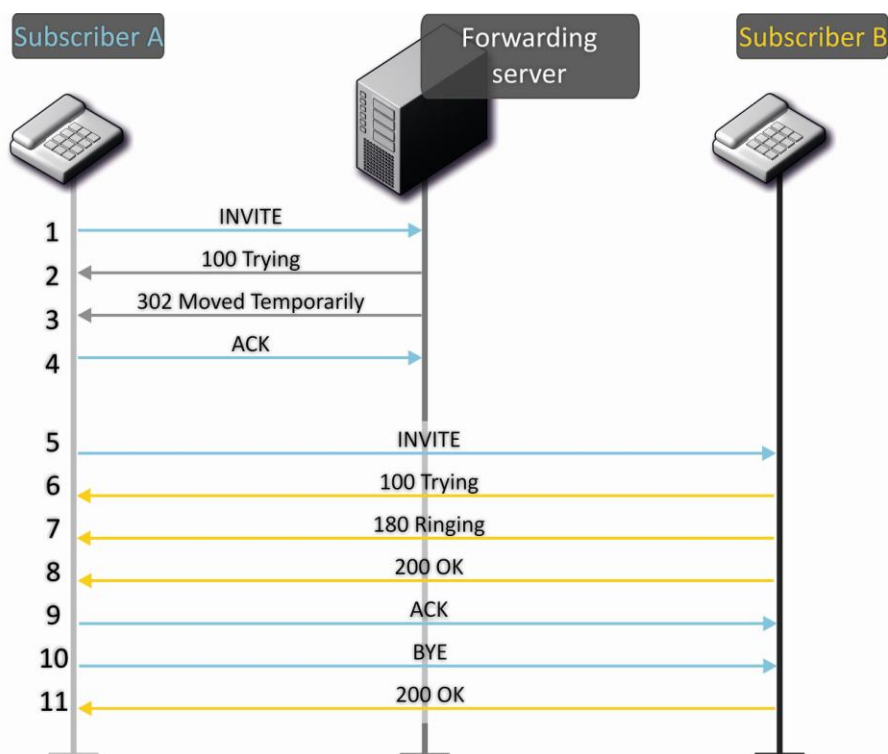 Subscriber A
Forwarding
server
Subscriber B
1
INVITE
2
100 Trying
3
302 Moved Temporarily
4
ACK
5
INVITE
6
100 Trying
7
180 Ringing
8
200 OK
9
ACK
10
BYE
11
200 OK